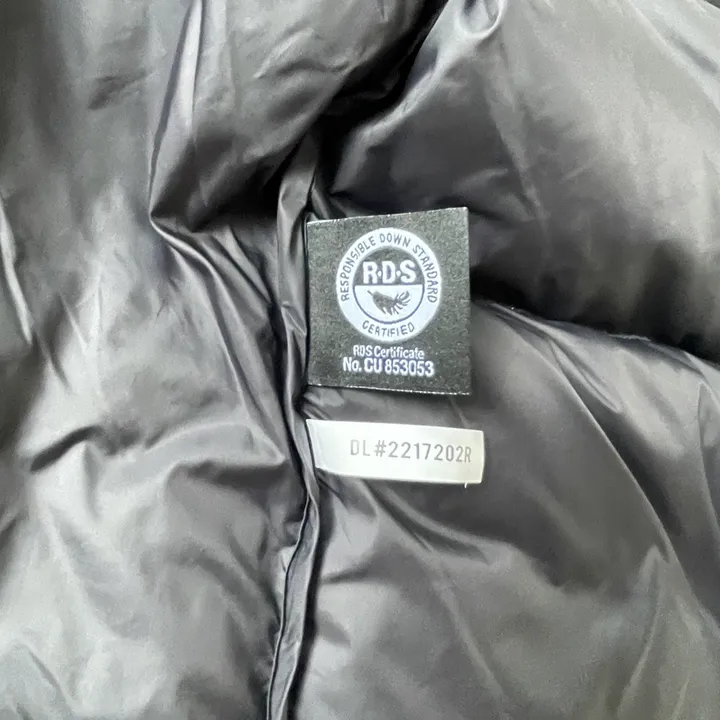 RESPONSIBLE DOWN STANDARD
R·D·S
CERTIFIED
RDS Certificate
No. CU 853053
DL#2217202R